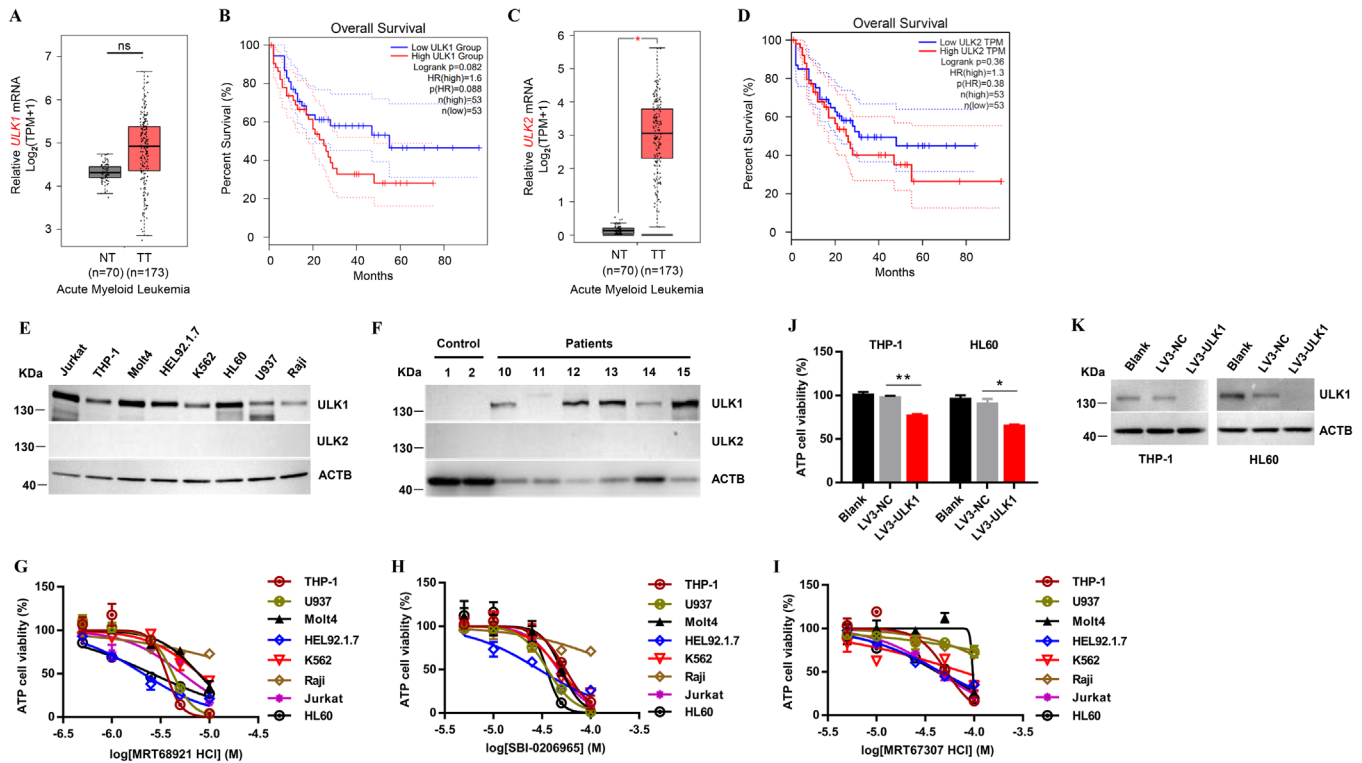 A
Relative ULK1 mRNA
Log2(TPM+1)
7
6
5
4
3
ns
NT TT
(n=70) (n=173)
Acute Myeloid Leukemia
B
Overall Survival
Low ULK1 Group
High ULK1 Group
Logrank p=0.082
HR(high)=1.6
p(HR)=0.088
n(high)=53
n(low)=53
Percent Survival (%)
100
80
60
40
20
0
0 20 40 60 80
Months
C
Relative ULK2 mRNA
Log2(TPM+1)
6
5
4
3
2
1
0
*
NT TT
(n=70) (n=173)
Acute Myeloid Leukemia
D
Overall Survival
Low ULK2 TPM
High ULK2 TPM
Logrank p=0.36
HR(high)=1.3
p(HR)=0.38
n(high)=53
n(low)=53
Percent Survival (%)
100
80
60
40
20
0
0 20 40 60 80
Months
E
Jurkat THP-1 Molt4 HEL92.1.7 K562 HL60 U937 Raji
KDa
130
ULK1
130
ULK2
40
ACTB
F
Control Patients
KDa
1 2 10 11 12 13 14 15
130
ULK1
130
ULK2
40
ACTB
J
THP-1 HL60
ATP cell viability (%)
150
100
50
0
** *
Blank LV3-NC LV3-ULK1 Blank LV3-NC LV3-ULK1
K
Blank LV3-NC LV3-ULK1 Blank LV3-NC LV3-ULK1
KDa
130
ULK1
40
ACTB
THP-1 HL60
G
ATP cell viability (%)
150
100
50
0
-6.5 -6.0 -5.5 -5.0 -4.5
log[MRT68921 HCl] (M)
THP-1
U937
Molt4
HEL92.1.7
K562
Raji
Jurkat
HL60
H
ATP cell viability (%)
150
100
50
0
-5.5 -5.0 -4.5 -4.0 -3.5
log[SBI-0206965] (M)
THP-1
U937
Molt4
HEL92.1.7
K562
Raji
Jurkat
HL60
I
ATP cell viability (%)
150
100
50
0
-5.5 -5.0 -4.5 -4.0 -3.5
log[MRT67307 HCl] (M)
THP-1
U937
Molt4
HEL92.1.7
K562
Raji
Jurkat
HL60